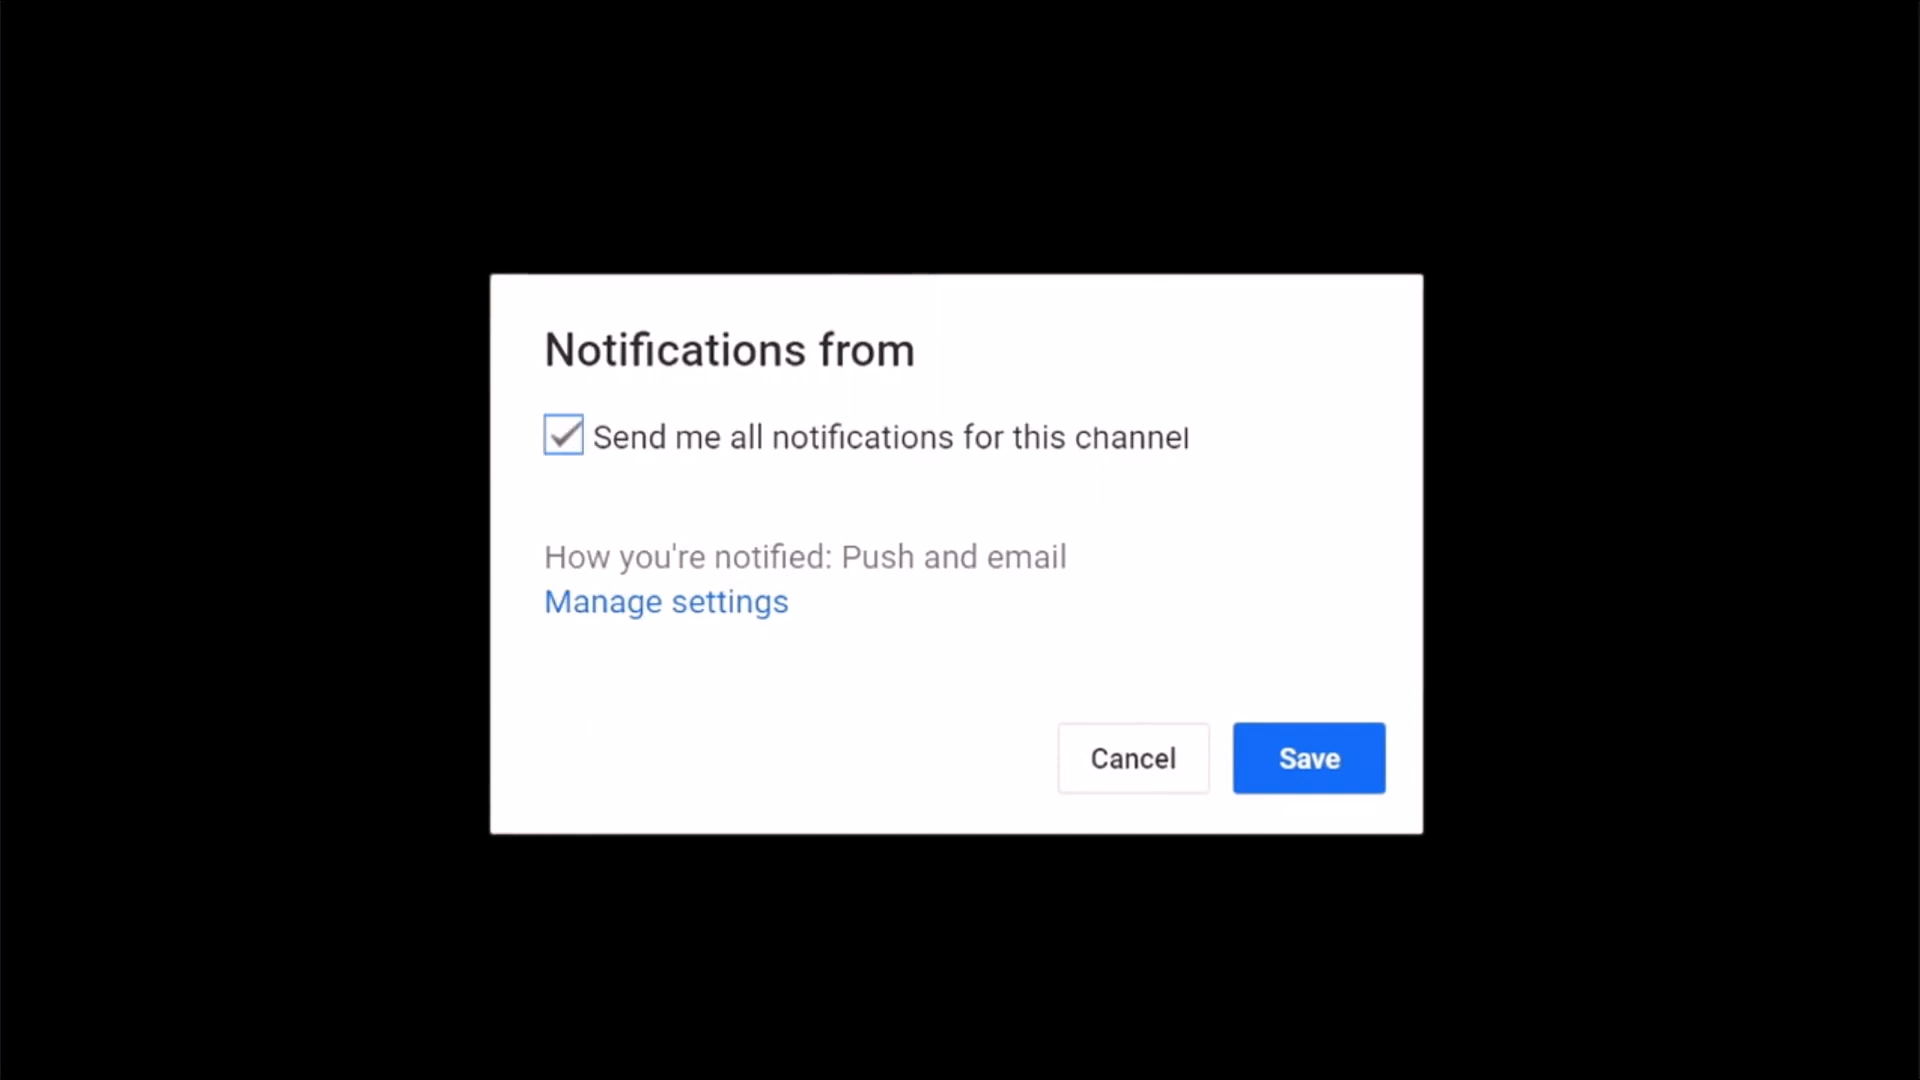 Notifications from
Send me all notifications for this channel
How you're notified: Push and email
Manage settings
Cancel
Save